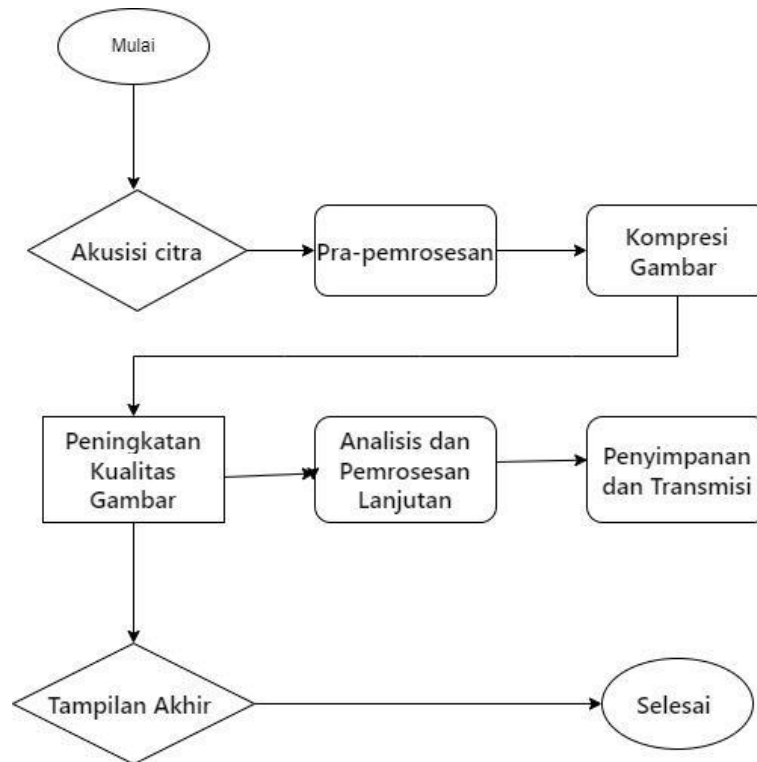 Mulai
Akusisi citra
Pra-pemrosesan
Kompresi
Gambar
Peningkatan
Kualitas
Gambar
Analisis dan
Pemrosesan
Lanjutan
Penyimpanan
dan Transmisi
Tampilan Akhir
Selesai